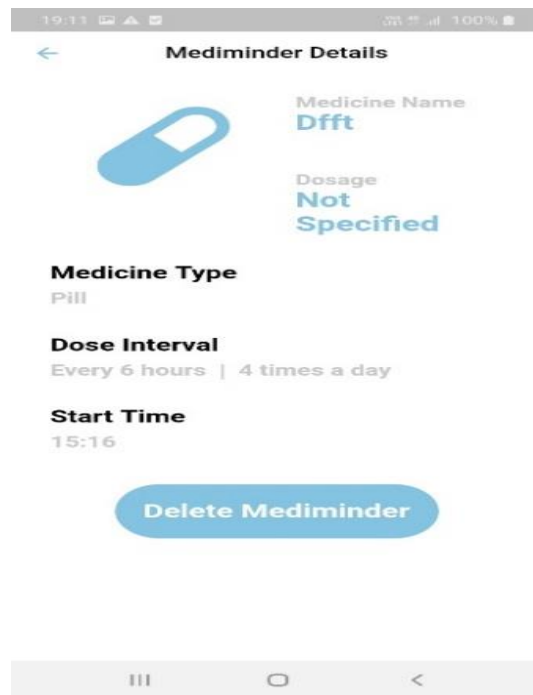 19:11 100%
Mediminder Details
Medicine Name
Dfft
Dosage
Not
Specified
Medicine Type
Pill
Dose Interval
Every 6 hours | 4 times a day
Start Time
15:16
Delete Mediminder